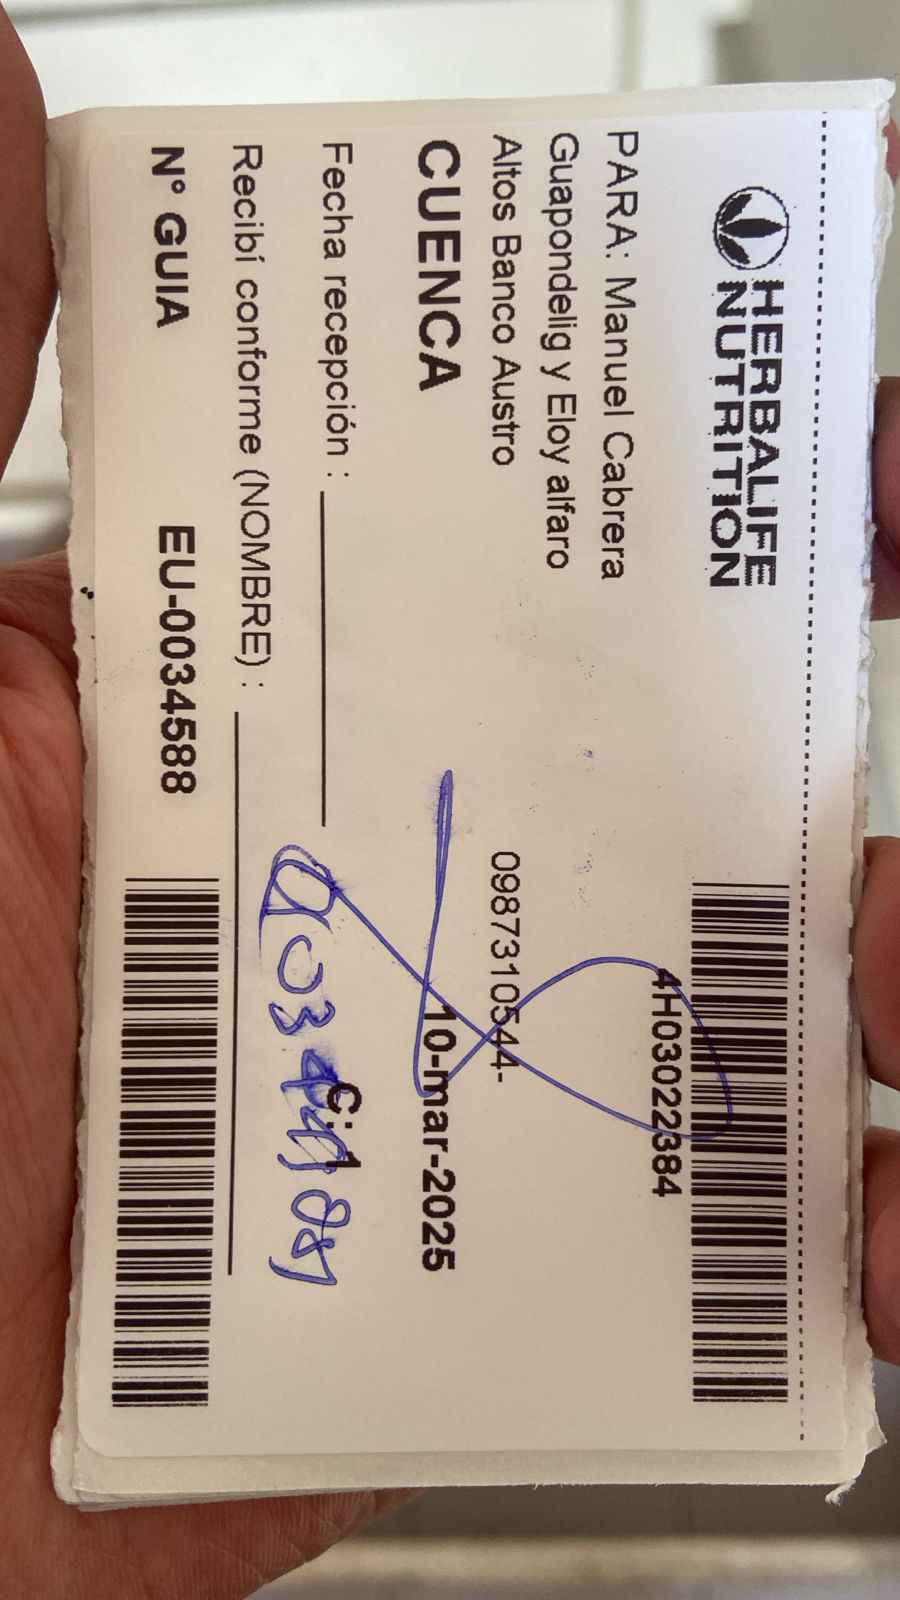 HERBALIFE
NUTRITION
4H03022384
PARA: Manuel Cabrera
Guapondelig y Eloy alfaro
Altos Banco Austro
0987310544-
CUENCA
10-mar-2025
Fecha recepción :
C: 1
Recibí conforme (NOMBRE) :
N° GUIA
EU-0034588